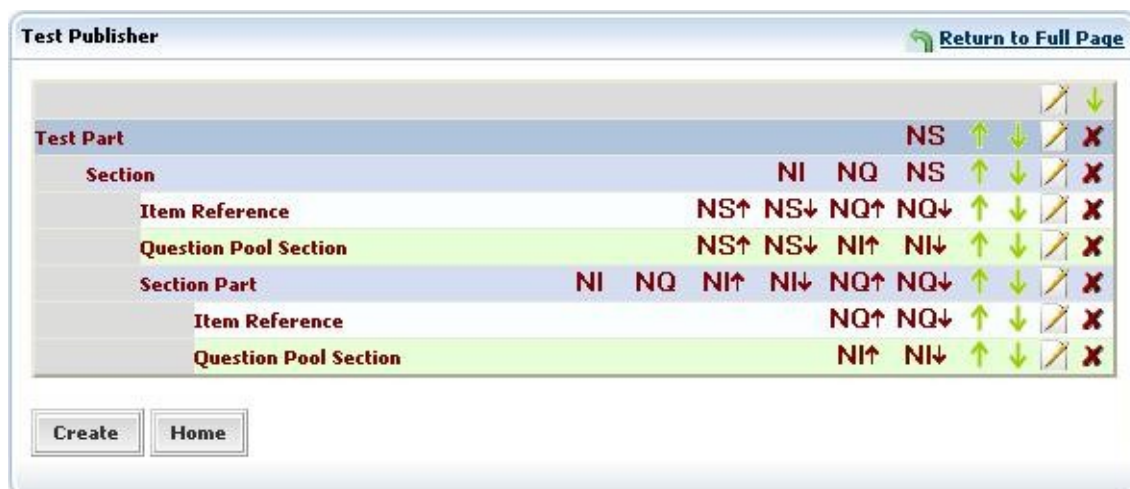 Test Publisher Return to Full Page
Test Part NS
Section NI NQ NS
Item Reference NS↑ NS↓ NQ↑ NQ↓
Question Pool Section NS↑ NS↓ NI↑ NI↓
Section Part NI NQ NI↑ NI↓ NQ↑ NQ↓
Item Reference NQ↑ NQ↓
Question Pool Section NI↑ NI↓
Create Home